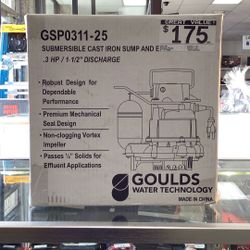 GSP0311-25
GREAT VALUE!
$175
SUBMERSIBLE CAST IRON SUMP AND E
.3 HP / 1 1/2" DISCHARGE
• Robust Design for
Dependable
Performance
• Premium Mechanical
Seal Design
• Non-clogging Vortex
Impeller
• Passes ½" Solids for
Effluent Applications
GOULDS
WATER TECHNOLOGY
MADE IN CHINA